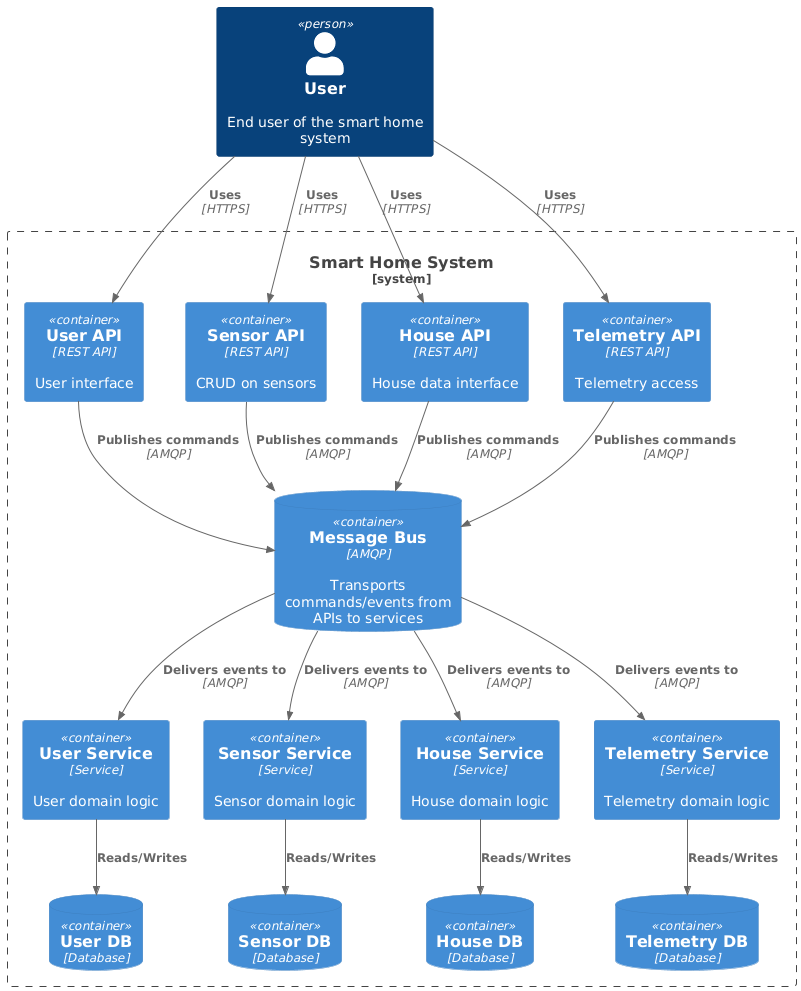 «person»
User
End user of the smart home
system
Uses
[HTTPS]
Uses
[HTTPS]
Uses
[HTTPS]
Uses
[HTTPS]
Smart Home System
[system]
«container»
User API
[REST API]
User interface
«container»
Sensor API
[REST API]
CRUD on sensors
«container»
House API
[REST API]
House data interface
«container»
Telemetry API
[REST API]
Telemetry access
Publishes commands
[AMQP]
Publishes commands
[AMQP]
Publishes commands
[AMQP]
Publishes commands
[AMQP]
«container»
Message Bus
[AMQP]
Transports
commands/events from
APIs to services
Delivers events to
[AMQP]
Delivers events to
[AMQP]
Delivers events to
[AMQP]
Delivers events to
[AMQP]
«container»
User Service
[Service]
User domain logic
«container»
Sensor Service
[Service]
Sensor domain logic
«container»
House Service
[Service]
House domain logic
«container»
Telemetry Service
[Service]
Telemetry domain logic
Reads/Writes
Reads/Writes
Reads/Writes
Reads/Writes
«container»
User DB
[Database]
«container»
Sensor DB
[Database]
«container»
House DB
[Database]
«container»
Telemetry DB
[Database]